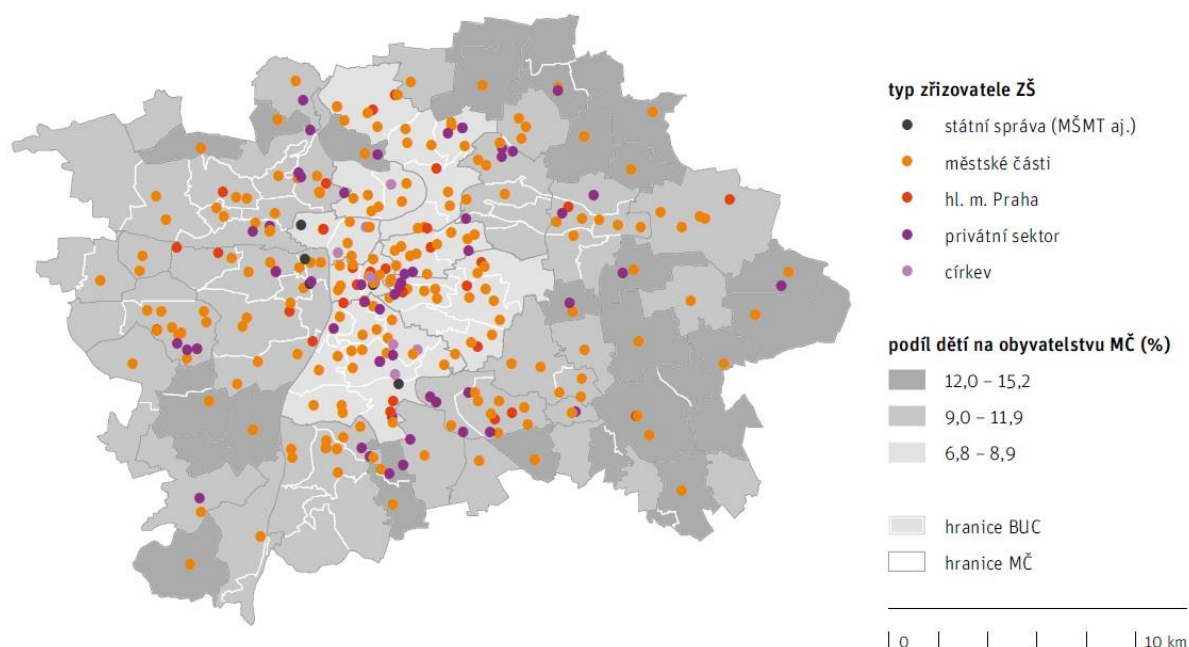 typ zřizovatele ZŠ
státní správa (MŠMT aj.)
městské části
hl. m. Praha
privátní sektor
církev
podíl dětí na obyvatelstvu MČ (%)
12,0 – 15,2
9,0 – 11,9
6,8 – 8,9
hranice BUC
hranice MČ
0 10 km